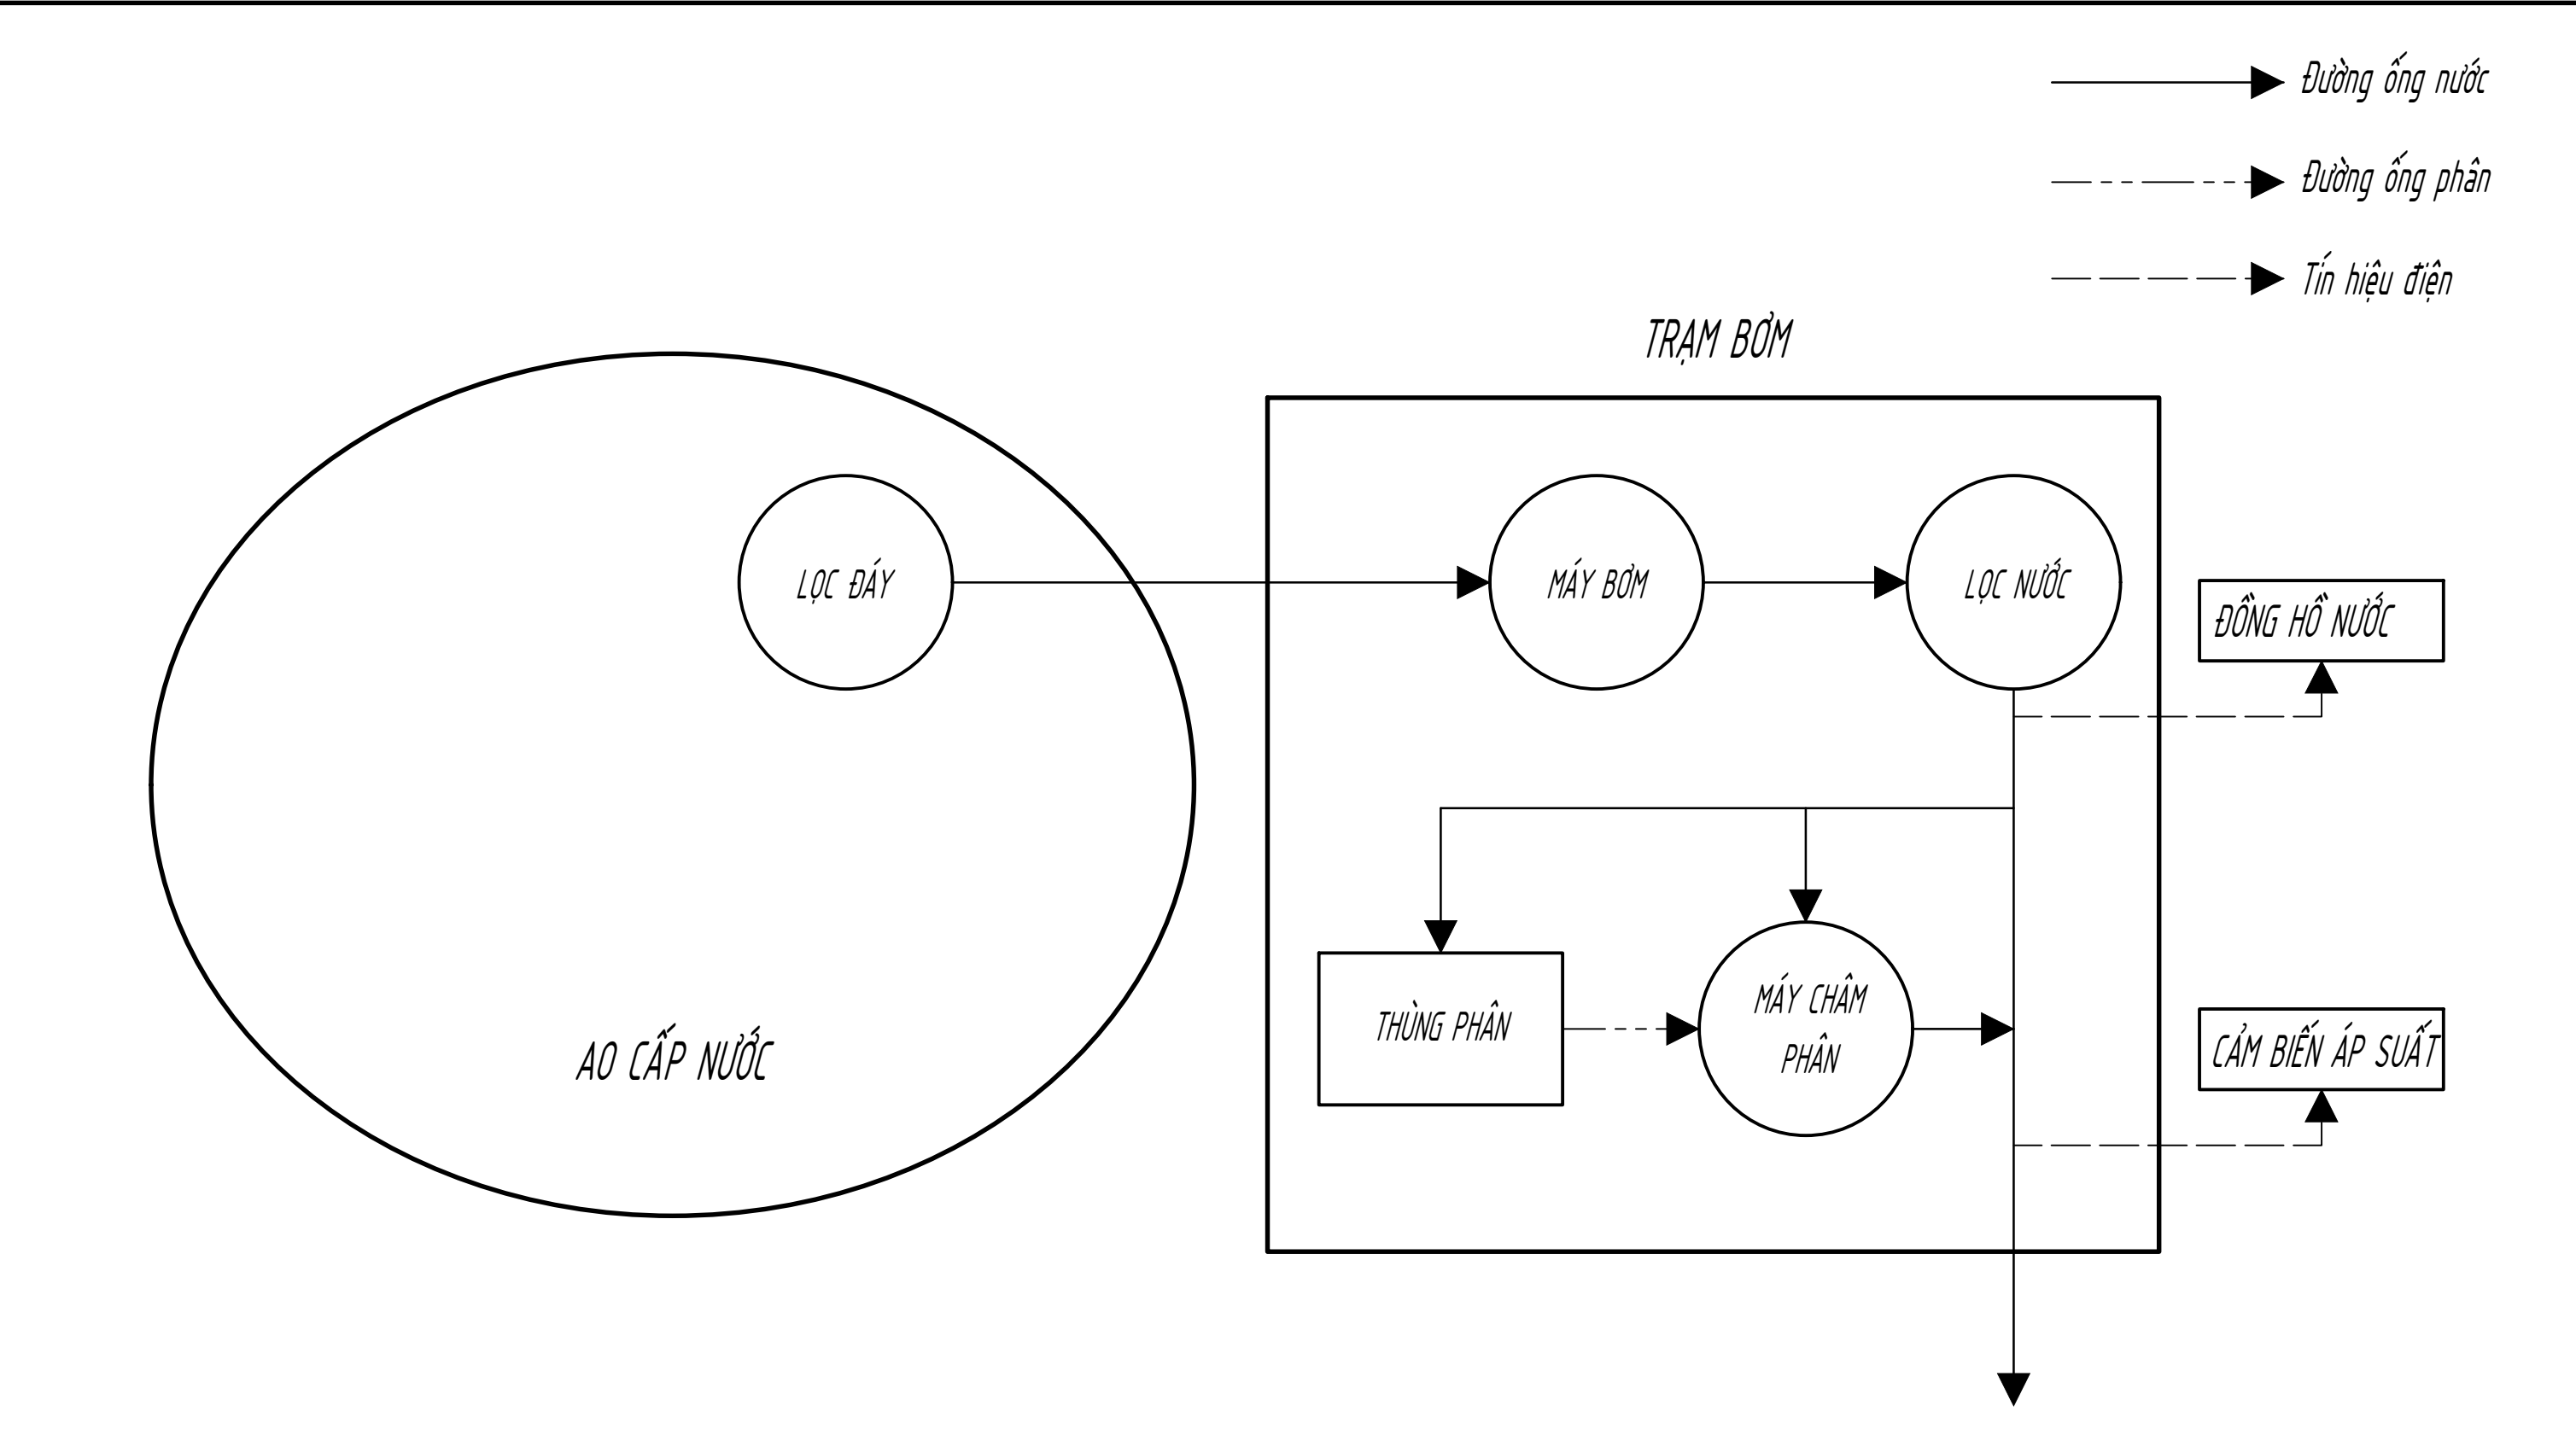 Đường ống nước
Đường ống phân
Tín hiệu điện
TRẠM BƠM
LỌC ĐÁY
MÁY BƠM
LỌC NƯỚC
ĐỒNG HỒ NƯỚC
THÙNG PHÂN
MÁY CHÂM
PHÂN
AO CẤP NƯỚC
CẢM BIẾN ÁP SUẤT